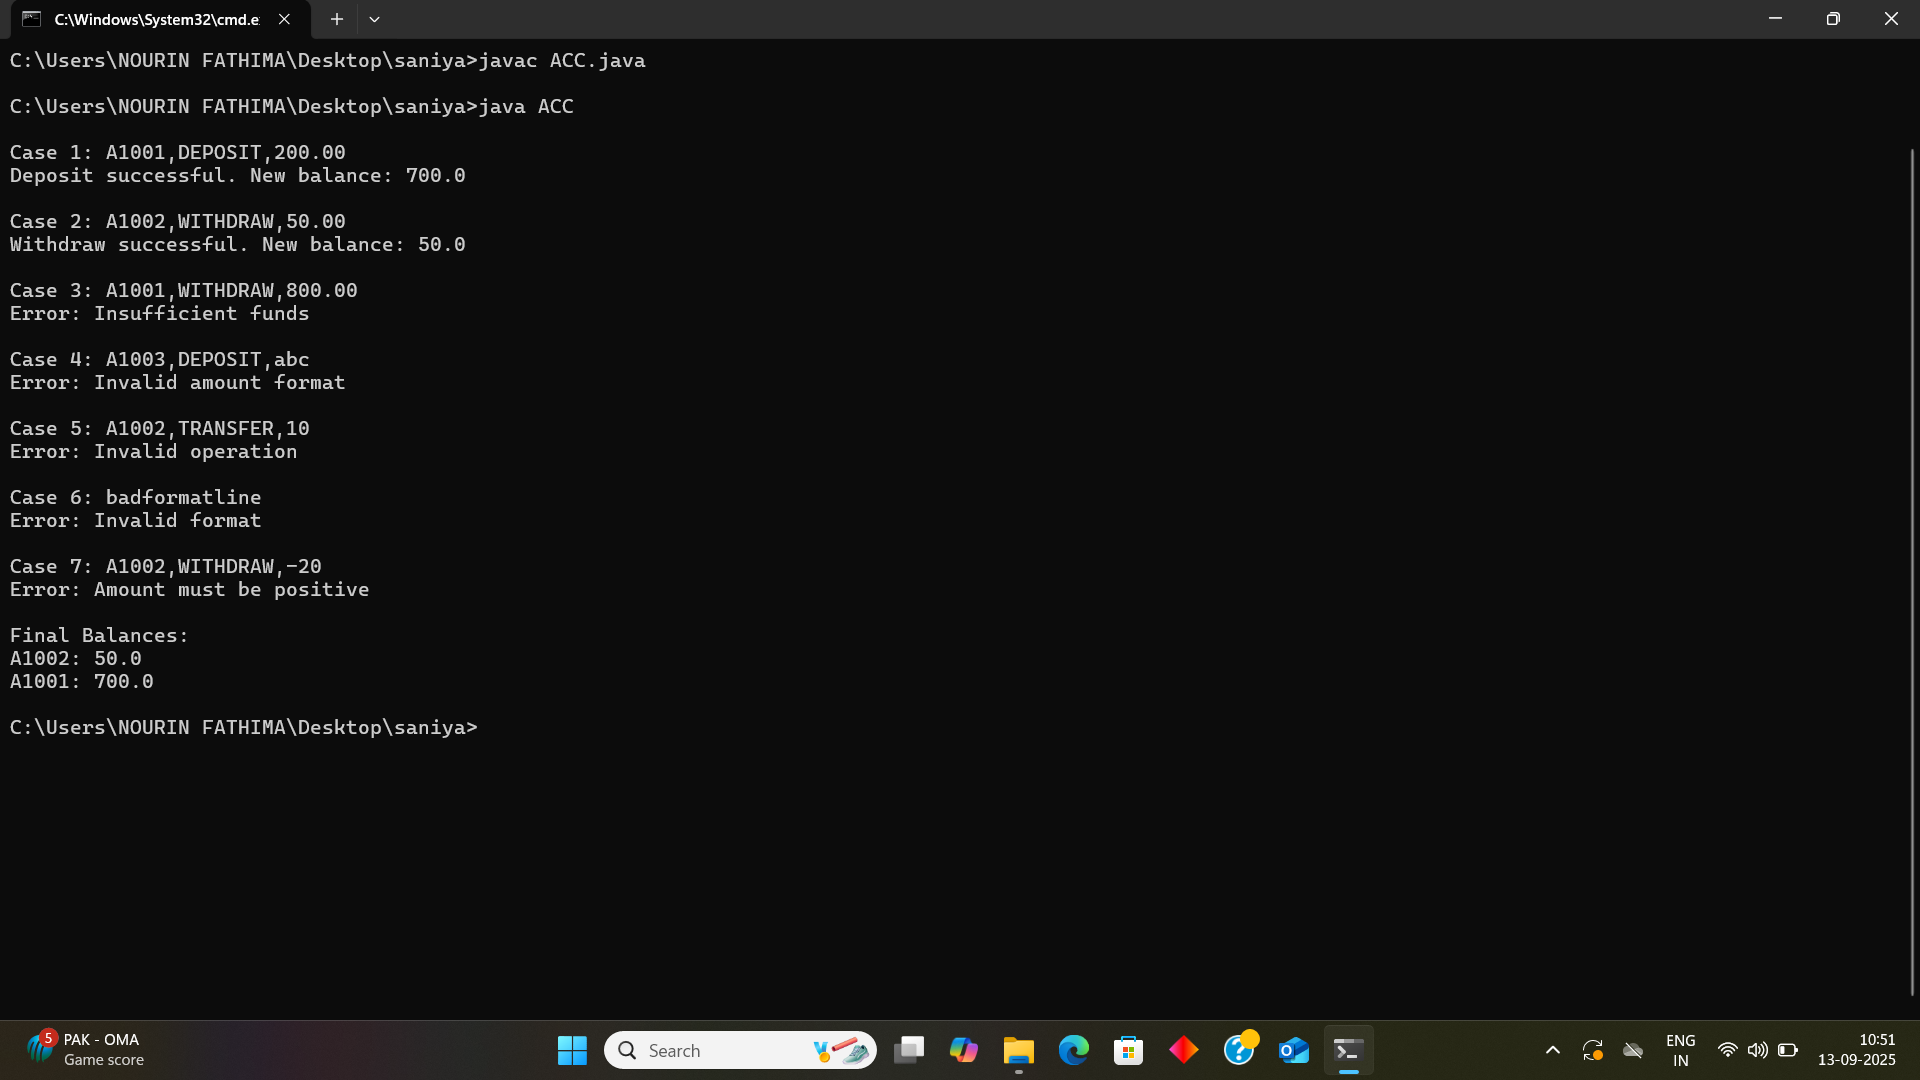 C:\Windows\System32\cmd.e
C:\Users\NOURIN FATHIMA\Desktop\saniya>javac ACC.java
C:\Users\NOURIN FATHIMA\Desktop\saniya>java ACC
Case 1: A1001,DEPOSIT,200.00
Deposit successful. New balance: 700.0
Case 2: A1002,WITHDRAW,50.00
Withdraw successful. New balance: 50.0
Case 3: A1001,WITHDRAW,800.00
Error: Insufficient funds
Case 4: A1003,DEPOSIT,abc
Error: Invalid amount format
Case 5: A1002,TRANSFER,10
Error: Invalid operation
Case 6: badformatline
Error: Invalid format
Case 7: A1002,WITHDRAW,-20
Error: Amount must be positive
Final Balances:
A1002: 50.0
A1001: 700.0
C:\Users\NOURIN FATHIMA\Desktop\saniya>
5
PAK - OMA
Game score
Search
ENG
IN
10:51
13-09-2025